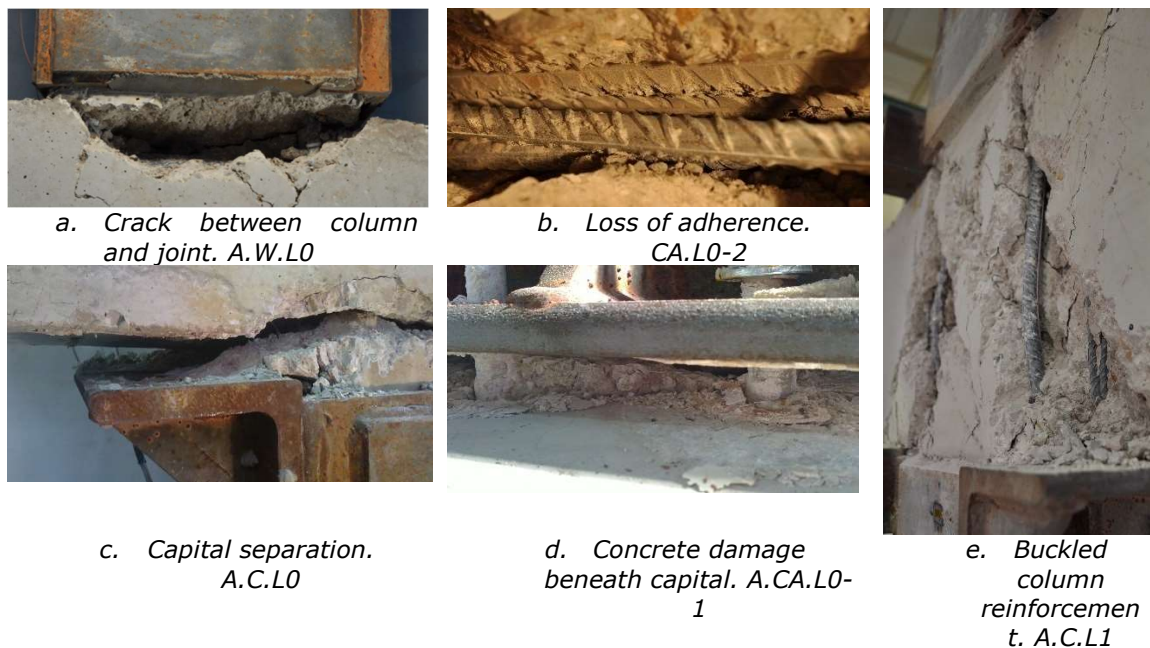 a. Crack between column
and joint. A.W.L0
b. Loss of adherence.
CA.L0-2
c. Capital separation.
A.C.L0
d. Concrete damage
beneath capital. A.CA.L0-
1
e. Buckled
column
reinforcemen
t. A.C.L1